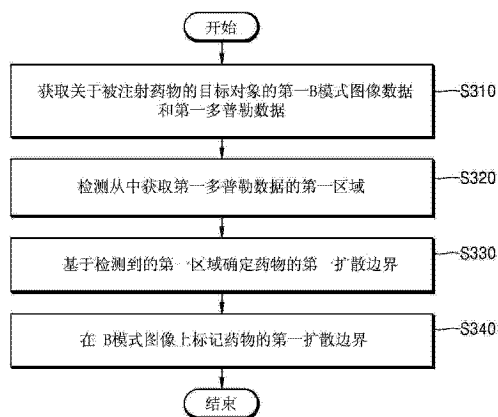 开始
获取关于被注射药物的目标对象的第一B模式图像数据
和第一多普勒数据
S310
检测从中获取第一多普勒数据的第一区域
S320
基于检测到的第一区域确定药物的第一扩散边界
S330
在 B模式图像上标记药物的第一扩散边界
S340
结束